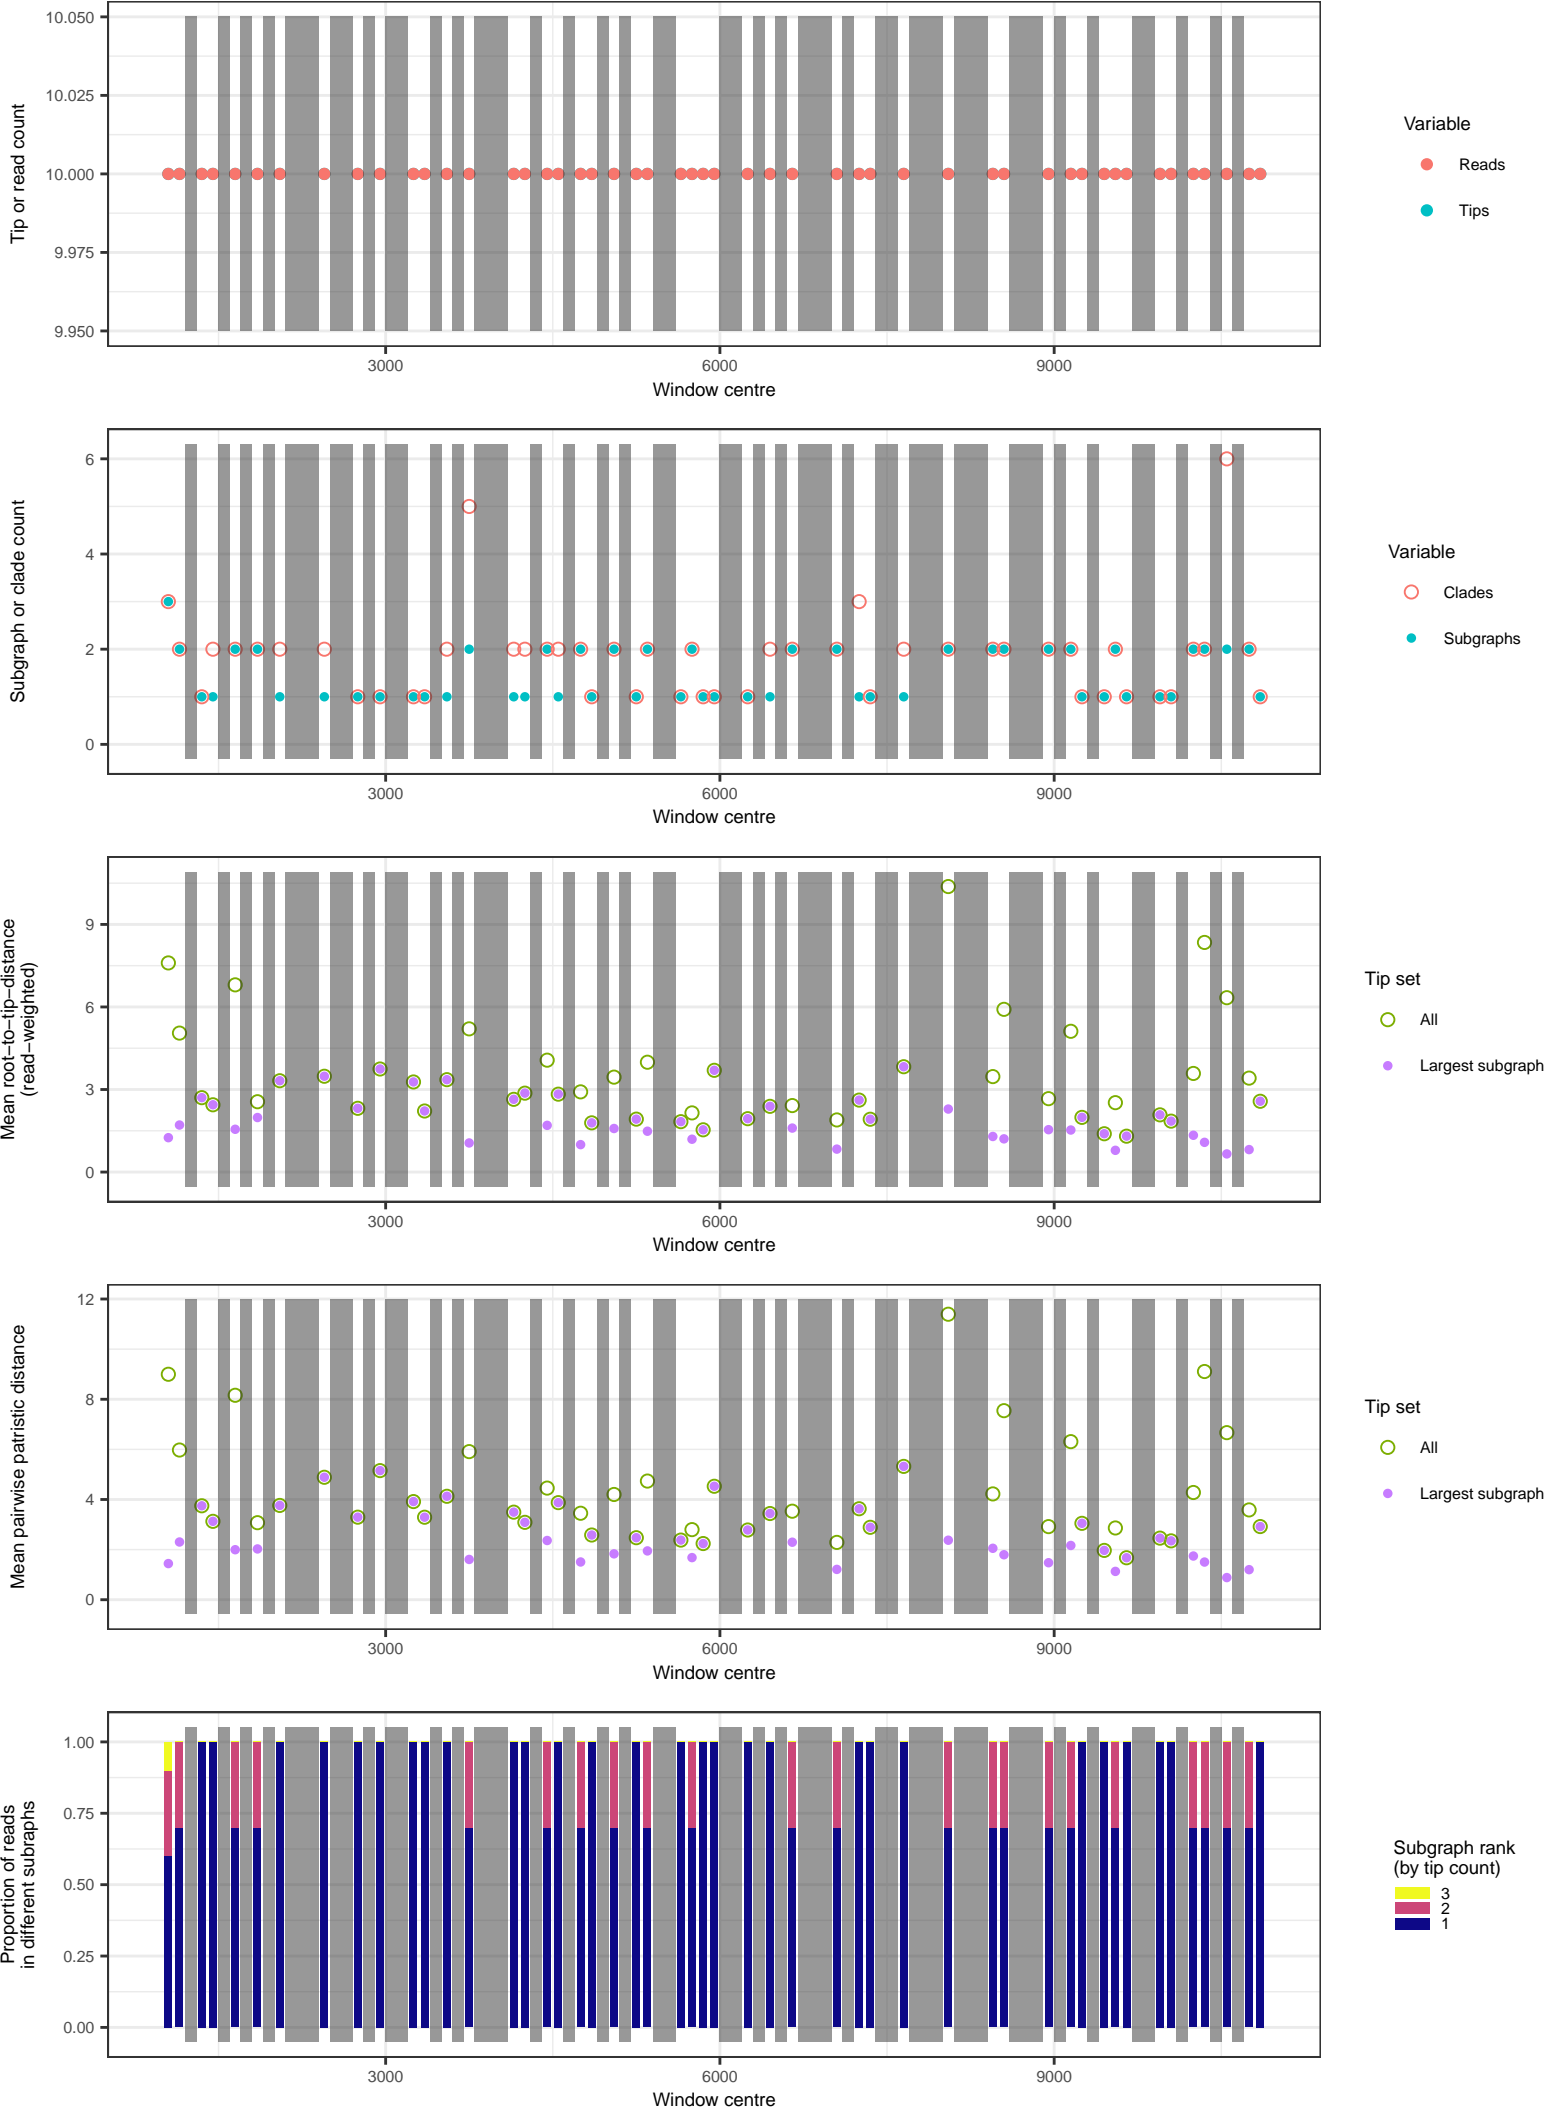 10.050
10.025
10.000
9.975
9.950
Tip or read count
3000
6000
9000
Window centre
Variable
Reads
Tips
6
4
2
0
Subgraph or clade count
3000
6000
9000
Window centre
Variable
Clades
Subgraphs
9
6
3
0
Mean root−to−tip−distance
(read−weighted)
3000
6000
9000
Window centre
Tip set
All
Largest subgraph
12
8
4
0
Mean pairwise patristic distance
3000
6000
9000
Window centre
Tip set
All
Largest subgraph
1.00
0.75
0.50
0.25
0.00
Proportion of reads
in different subraphs
3000
6000
9000
Window centre
Subgraph rank
(by tip count)
3
2
1